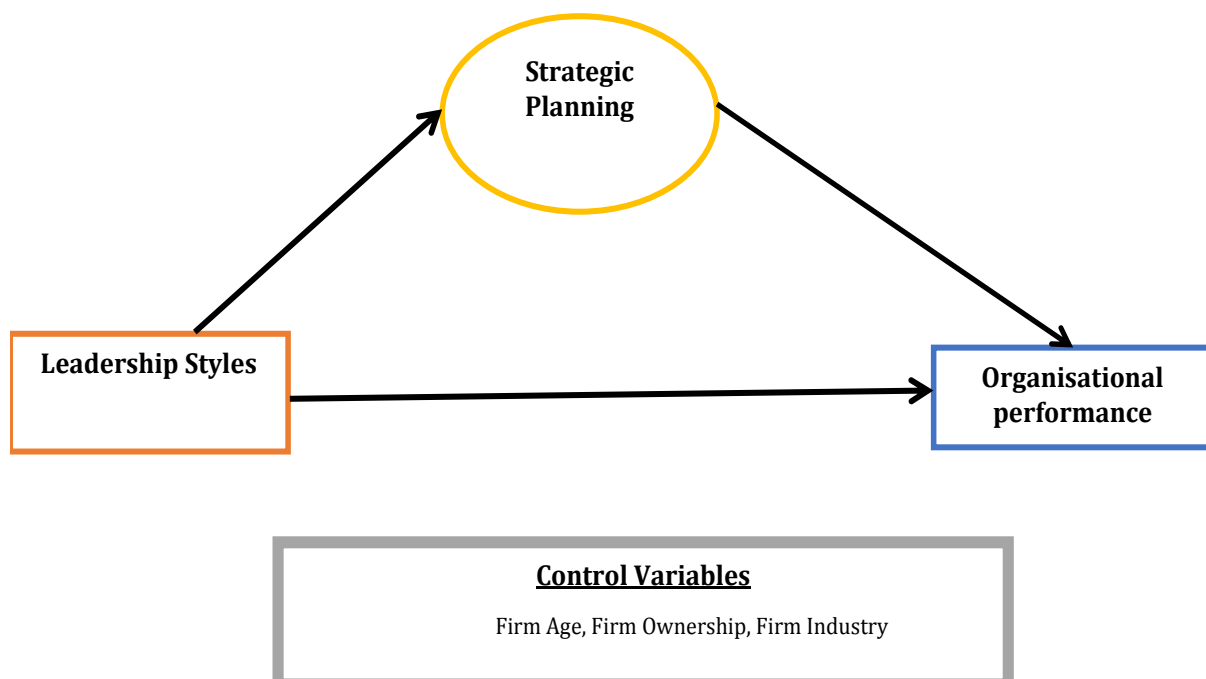 Strategic
Planning
Leadership Styles
Organisational
performance
Control Variables
Firm Age, Firm Ownership, Firm Industry